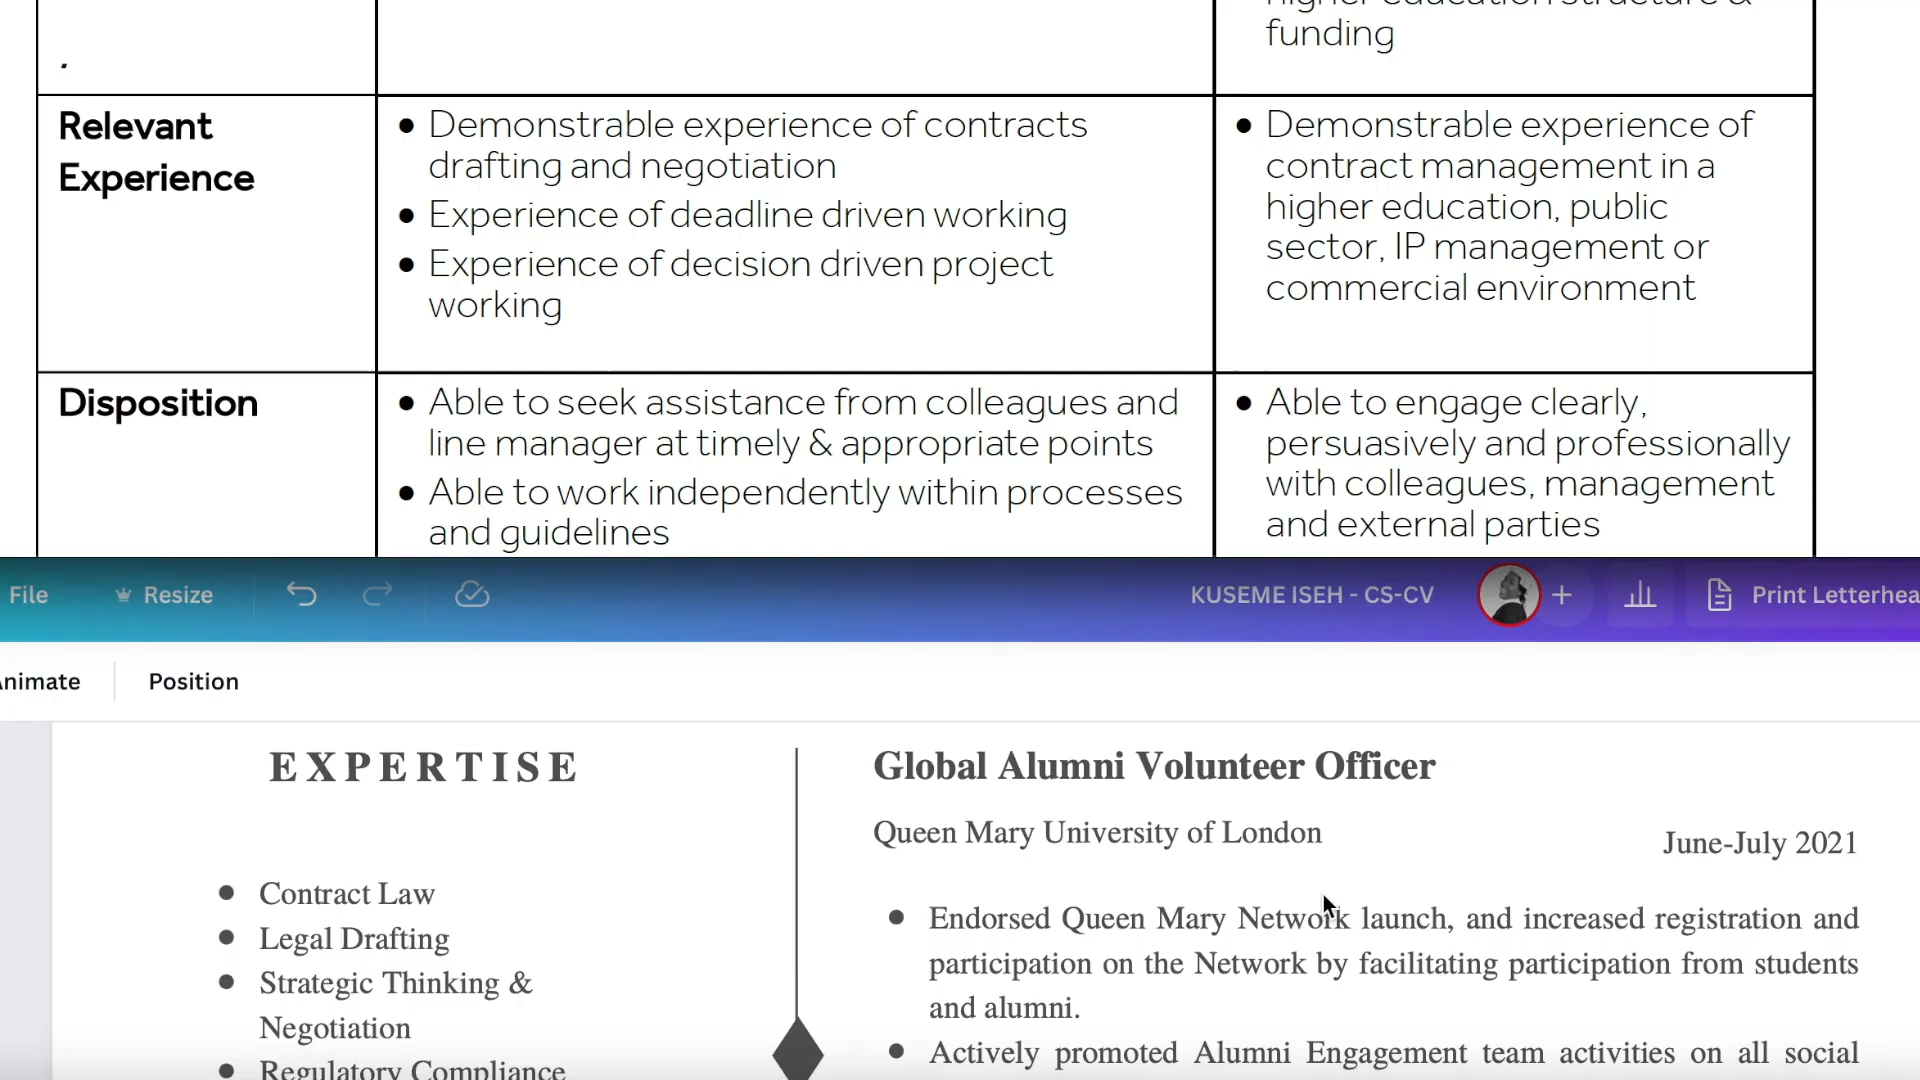 higher education structure &
funding
.
Relevant
Experience
● Demonstrable experience of contracts
drafting and negotiation
● Experience of deadline driven working
● Experience of decision driven project
working
● Demonstrable experience of
contract management in a
higher education, public
sector, IP management or
commercial environment
Disposition
● Able to seek assistance from colleagues and
line manager at timely & appropriate points
● Able to work independently within processes
and guidelines
● Able to engage clearly,
persuasively and professionally
with colleagues, management
and external parties
File
Resize
KUSEME ISEH - CS-CV
Print Letterhea
Animate
Position
EXPERTISE
● Contract Law
● Legal Drafting
● Strategic Thinking &
Negotiation
● Regulatory Compliance
Global Alumni Volunteer Officer
Queen Mary University of London
June-July 2021
● Endorsed Queen Mary Network launch, and increased registration and
participation on the Network by facilitating participation from students
and alumni.
● Actively promoted Alumni Engagement team activities on all social